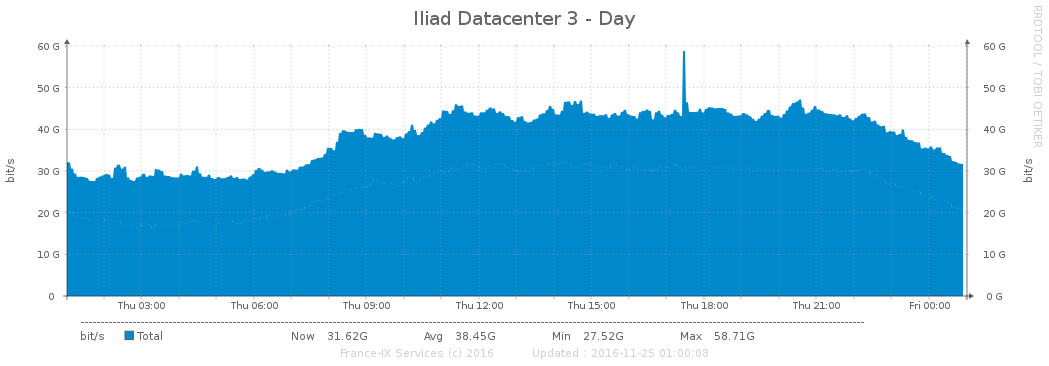 Iliad Datacenter 3 - Day
RRDTOOL / TOBI OETIKER
bit/s
60 G
50 G
40 G
30 G
20 G
10 G
0
60 G
50 G
40 G
30 G
20 G
10 G
0 G
bit/s
Thu 03:00 Thu 06:00 Thu 09:00 Thu 12:00 Thu 15:00 Thu 18:00 Thu 21:00 Fri 00:00
bit/s Total Now 31.62G Avg 38.45G Min 27.52G Max 58.71G
France-IX Services (c) 2016 Updated : 2016-11-25 01:00:08